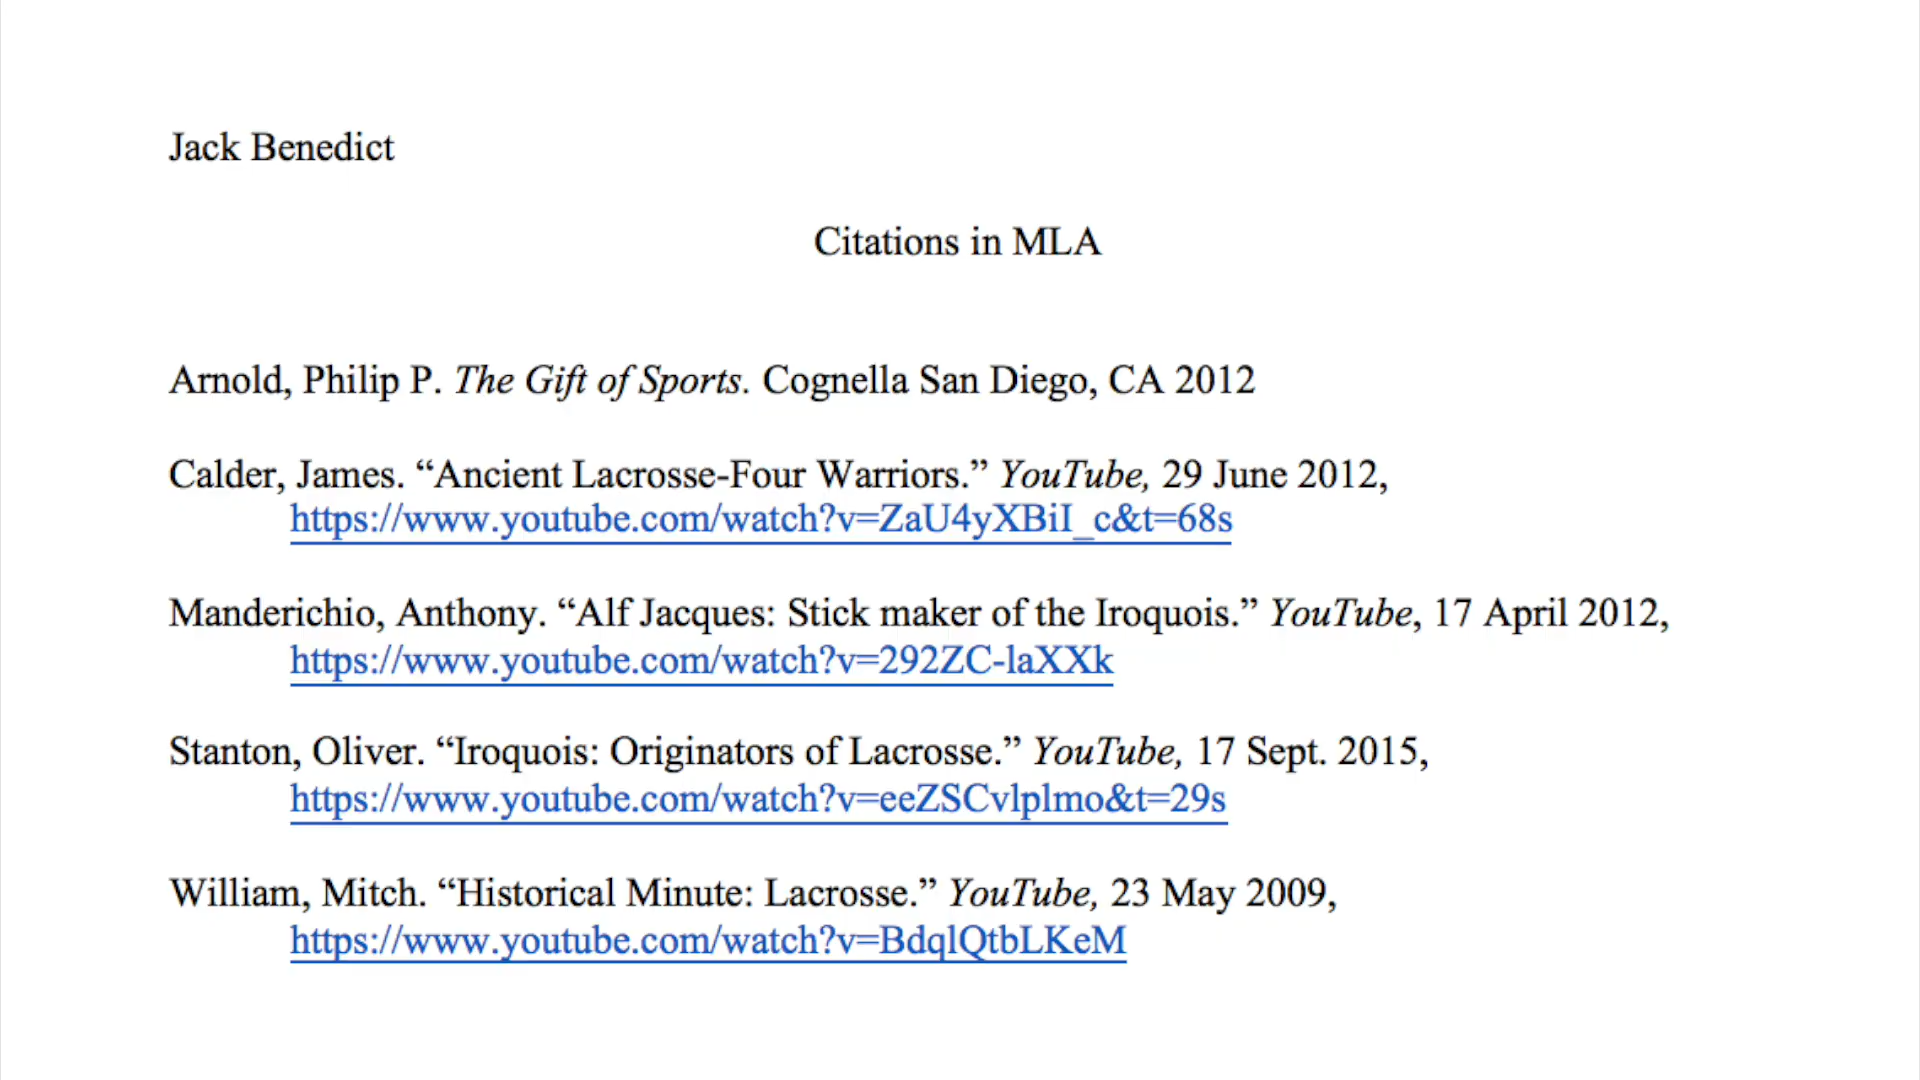 Jack Benedict
Citations in MLA
Arnold, Philip P. The Gift of Sports. Cognella San Diego, CA 2012
Calder, James. “Ancient Lacrosse-Four Warriors.” YouTube, 29 June 2012,
https://www.youtube.com/watch?v=ZaU4yXBiI_c&t=68s
Manderichio, Anthony. “Alf Jacques: Stick maker of the Iroquois.” YouTube, 17 April 2012,
https://www.youtube.com/watch?v=292ZC-laXXk
Stanton, Oliver. “Iroquois: Originators of Lacrosse.” YouTube, 17 Sept. 2015,
https://www.youtube.com/watch?v=eeZSCvlplmo&t=29s
William, Mitch. “Historical Minute: Lacrosse.” YouTube, 23 May 2009,
https://www.youtube.com/watch?v=BdqlQtbLKeM